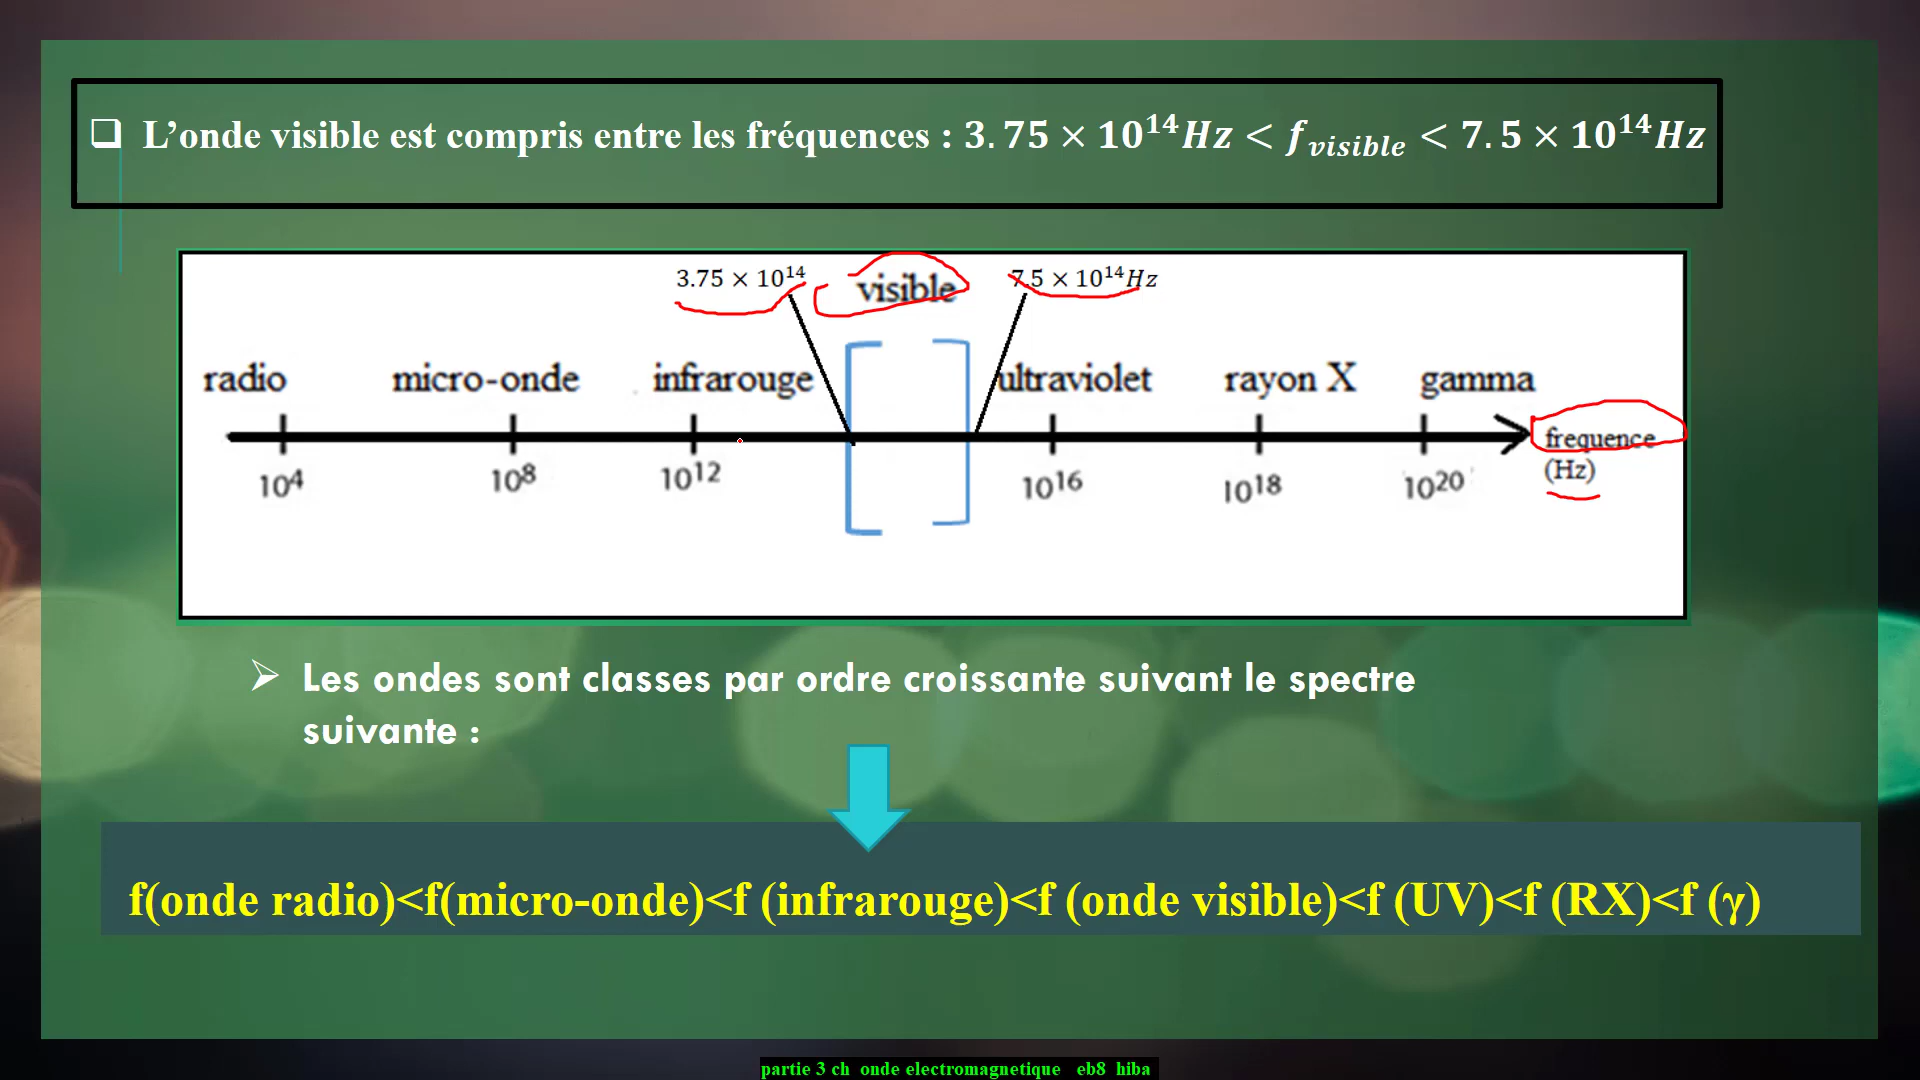 L’onde visible est compris entre les fréquences : 3.75 × 10¹⁴Hz < f_visible < 7.5 × 10¹⁴Hz
3.75 × 10¹⁴ visible 7.5 × 10¹⁴Hz
radio micro-onde infrarouge ultraviolet rayon X gamma
10⁴ 10⁸ 10¹² 10¹⁶ 10¹⁸ 10²⁰ frequence
(Hz)
Les ondes sont classes par ordre croissante suivant le spectre
suivante :
f(onde radio)<f(micro-onde)<f (infrarouge)<f (onde visible)<f (UV)<f (RX)<f (γ)
partie 3 ch onde electromagnetique eb8 hiba